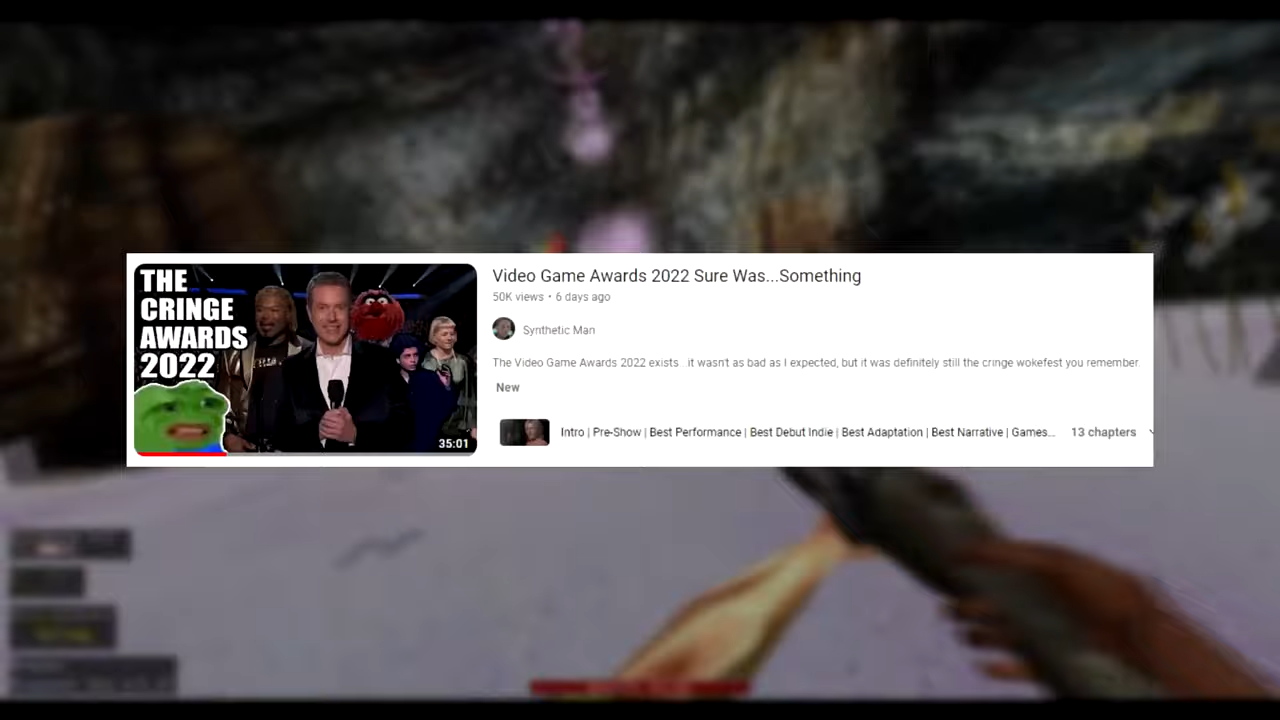 THE
CRINGE
AWARDS
2022
35:01
Video Game Awards 2022 Sure Was...Something
50K views • 6 days ago
Synthetic Man
The Video Game Awards 2022 exists...it wasnt as bad as I expected, but it was definitely still the cringe wokefest you remember
New
Intro | Pre-Show | Best Performance | Best Debut Indie | Best Adaptation | Best Narrative | Games...
13 chapters